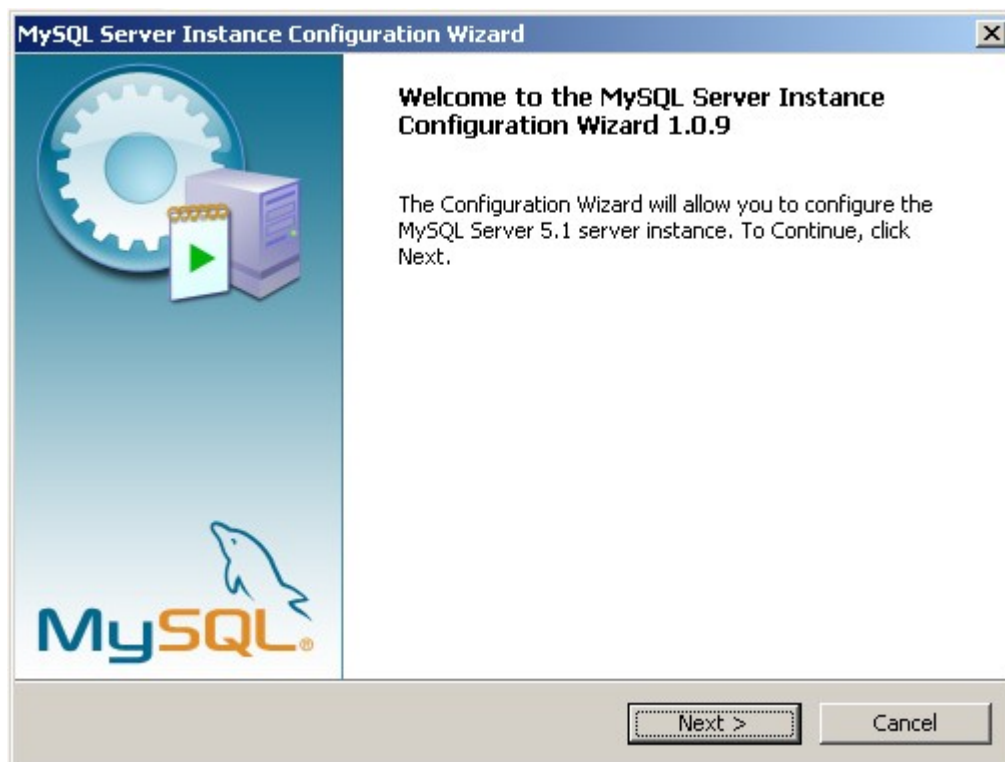 MySQL Server Instance Configuration Wizard
Welcome to the MySQL Server Instance
Configuration Wizard 1.0.9
The Configuration Wizard will allow you to configure the
MySQL Server 5.1 server instance. To Continue, click
Next.
MySQL®
Next >
Cancel